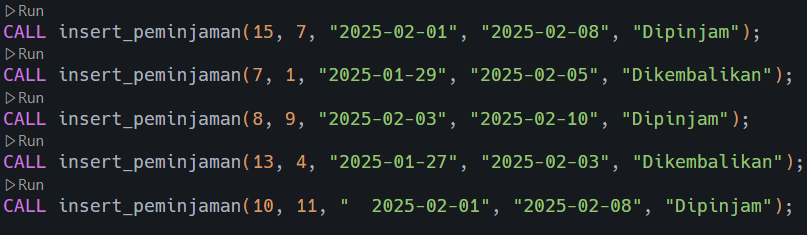 ▷Run
CALL insert_peminjaman(15, 7, "2025-02-01", "2025-02-08", "Dipinjam");
▷Run
CALL insert_peminjaman(7, 1, "2025-01-29", "2025-02-05", "Dikembalikan");
▷Run
CALL insert_peminjaman(8, 9, "2025-02-03", "2025-02-10", "Dipinjam");
▷Run
CALL insert_peminjaman(13, 4, "2025-01-27", "2025-02-03", "Dikembalikan");
▷Run
CALL insert_peminjaman(10, 11, "  2025-02-01", "2025-02-08", "Dipinjam");